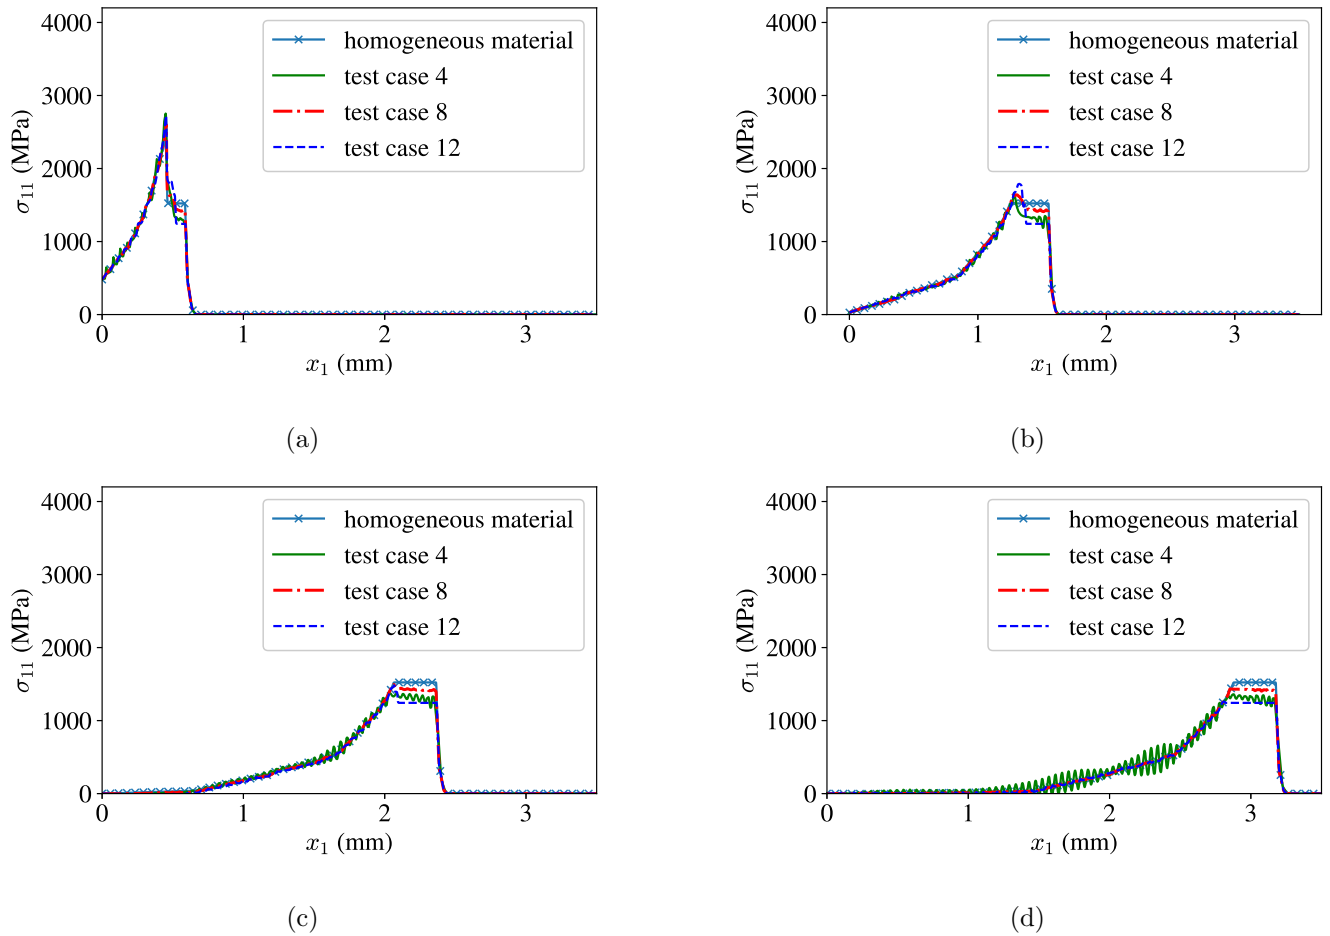 4000
3000
2000
1000
0
σ11 (MPa)
homogeneous material
test case 4
test case 8
test case 12
0 1 2 3
x1 (mm)
(a)
4000
3000
2000
1000
0
σ11 (MPa)
homogeneous material
test case 4
test case 8
test case 12
0 1 2 3
x1 (mm)
(b)
4000
3000
2000
1000
0
σ11 (MPa)
homogeneous material
test case 4
test case 8
test case 12
0 1 2 3
x1 (mm)
(c)
4000
3000
2000
1000
0
σ11 (MPa)
homogeneous material
test case 4
test case 8
test case 12
0 1 2 3
x1 (mm)
(d)